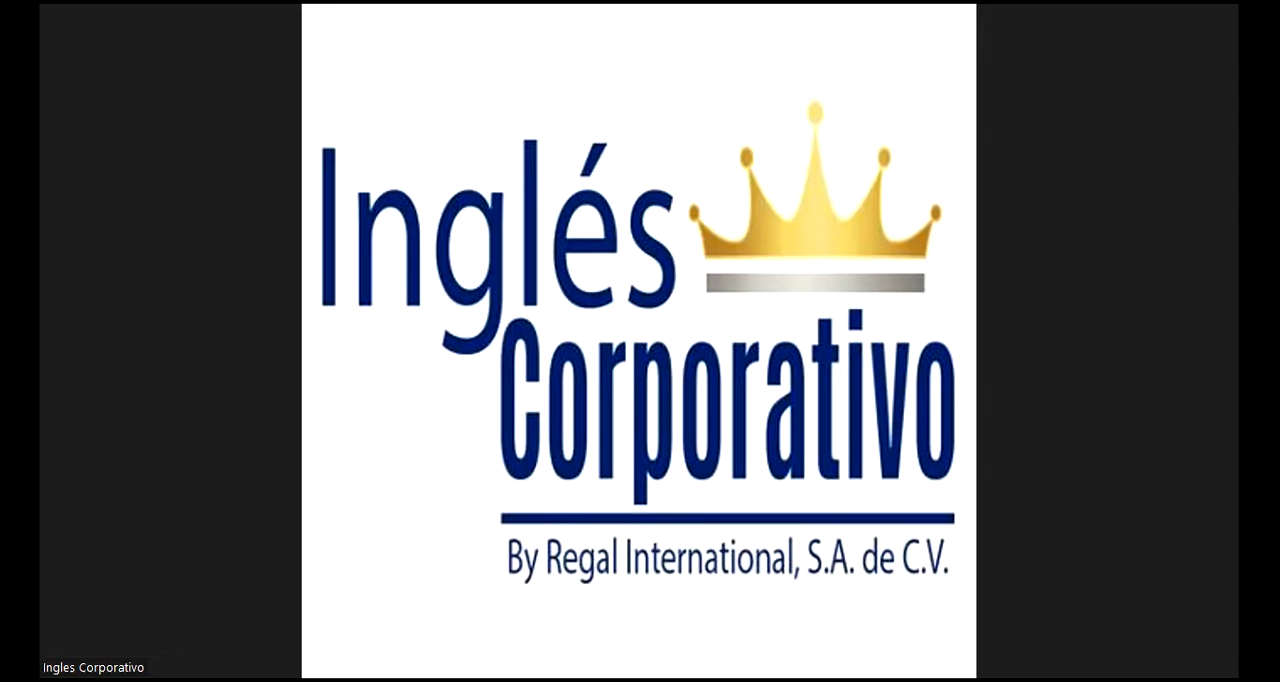 Inglés
Corporativo
By Regal International, S.A. de C.V.
Ingles Corporativo